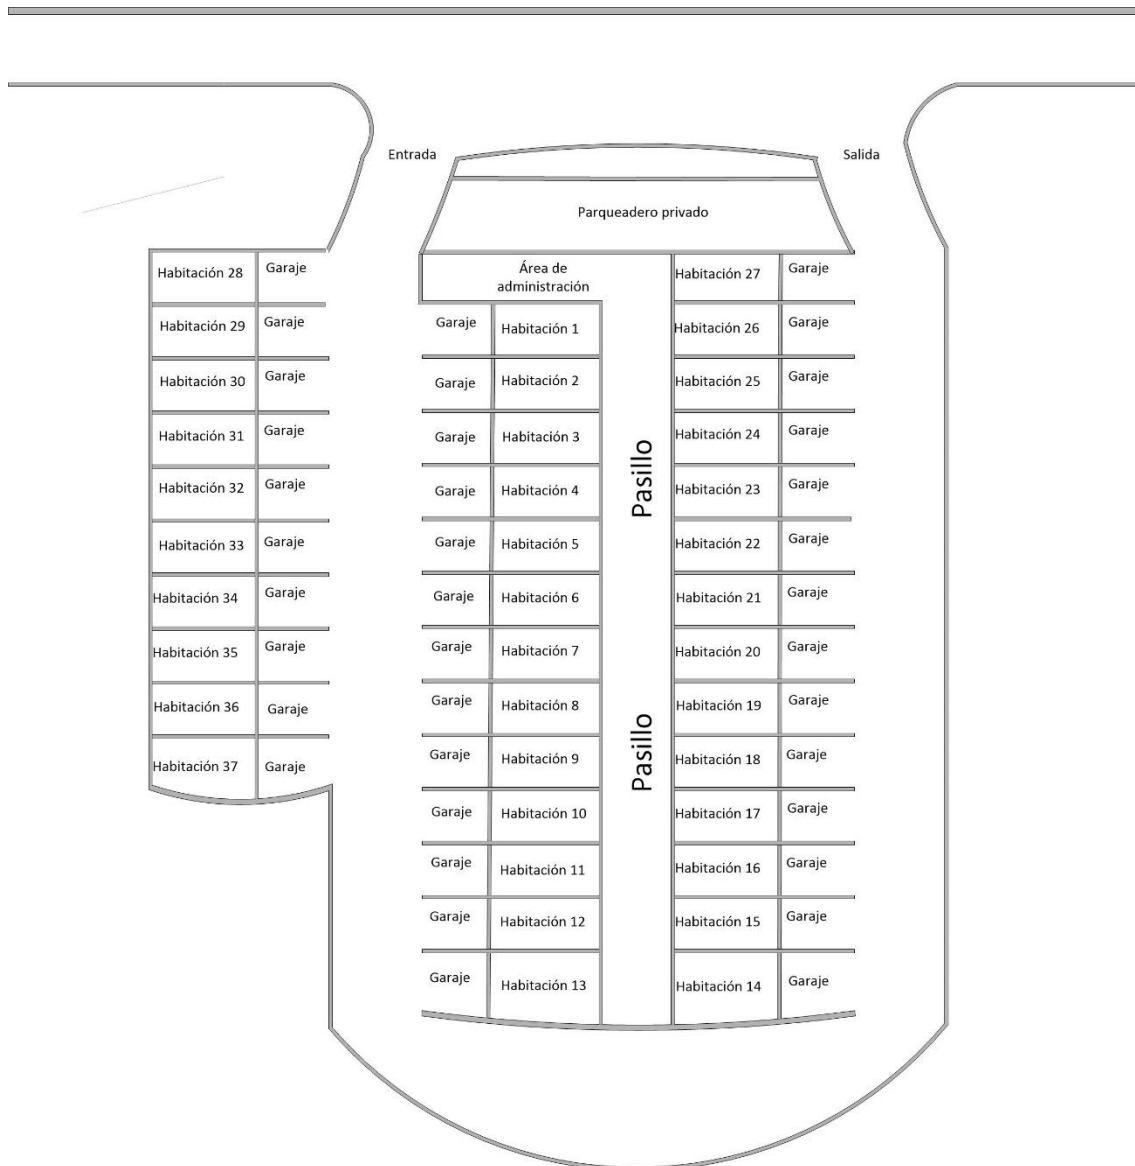 Entrada
Salida
Parqueadero privado
Habitación 28 Garaje
Área de
administración
Habitación 27 Garaje
Habitación 29 Garaje
Garaje Habitación 1
Habitación 26 Garaje
Habitación 30 Garaje
Garaje Habitación 2
Habitación 25 Garaje
Habitación 31 Garaje
Garaje Habitación 3
Habitación 24 Garaje
Habitación 32 Garaje
Garaje Habitación 4
Pasillo
Habitación 23 Garaje
Habitación 33 Garaje
Garaje Habitación 5
Habitación 22 Garaje
Habitación 34 Garaje
Garaje Habitación 6
Habitación 21 Garaje
Habitación 35 Garaje
Garaje Habitación 7
Habitación 20 Garaje
Habitación 36 Garaje
Garaje Habitación 8
Habitación 19 Garaje
Habitación 37 Garaje
Garaje Habitación 9
Pasillo
Habitación 18 Garaje
Garaje Habitación 10
Habitación 17 Garaje
Garaje Habitación 11
Habitación 16 Garaje
Garaje Habitación 12
Habitación 15 Garaje
Garaje Habitación 13
Habitación 14 Garaje